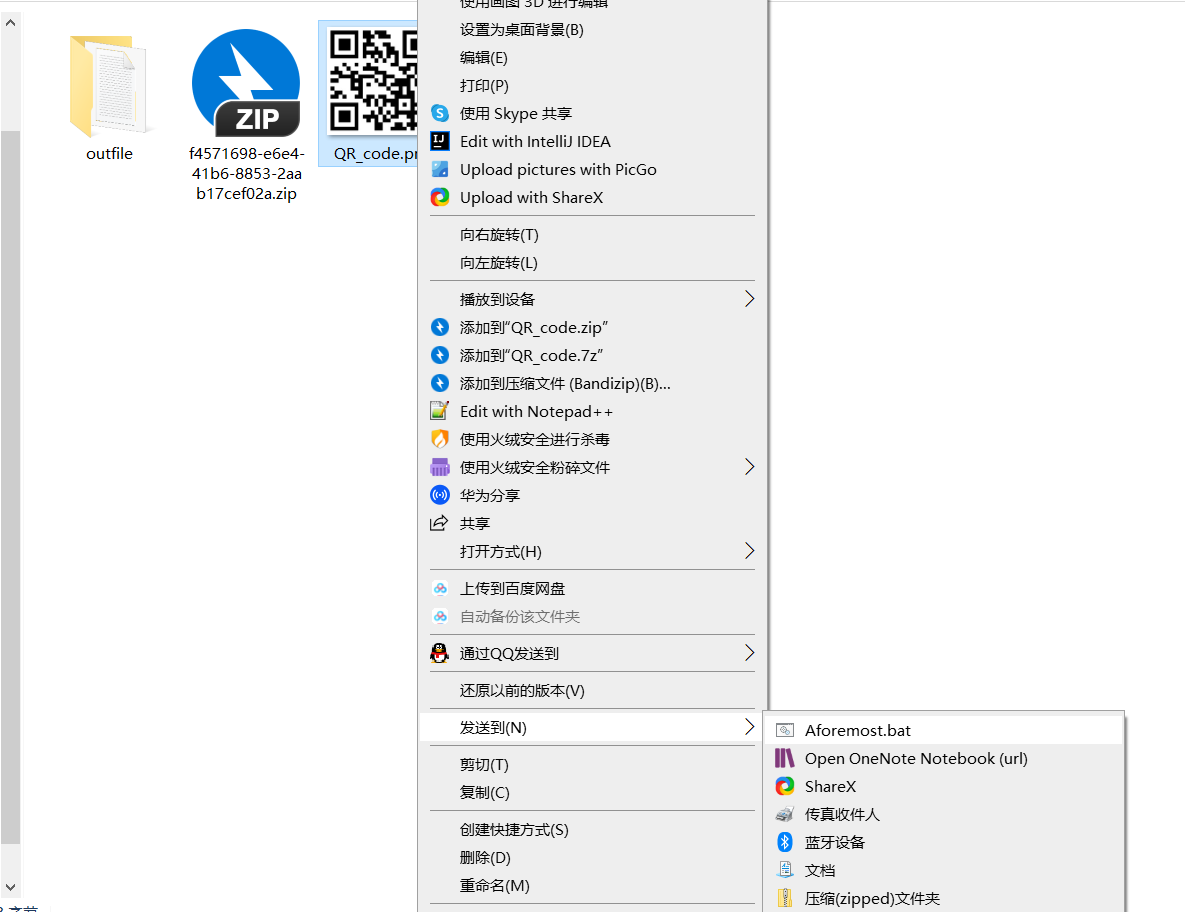 使用画图 3D 进行编辑
设置为桌面背景(B)
编辑(E)
打印(P)
使用 Skype 共享
Edit with IntelliJ IDEA
Upload pictures with PicGo
Upload with ShareX
向右旋转(T)
向左旋转(L)
播放到设备
添加到“QR_code.zip”
添加到“QR_code.7z”
添加到压缩文件 (Bandizip)(B)...
Edit with Notepad++
使用火绒安全进行杀毒
使用火绒安全粉碎文件
华为分享
共享
打开方式(H)
上传到百度网盘
自动备份该文件夹
通过QQ发送到
还原以前的版本(V)
发送到(N)
剪切(T)
复制(C)
创建快捷方式(S)
删除(D)
重命名(M)
Aforemost.bat
Open OneNote Notebook (url)
ShareX
传真收件人
蓝牙设备
文档
压缩(zipped)文件夹
ZIP
outfile
f4571698-e6e4-
41b6-8853-2aa
b17cef02a.zip
QR_code.pn
IJ